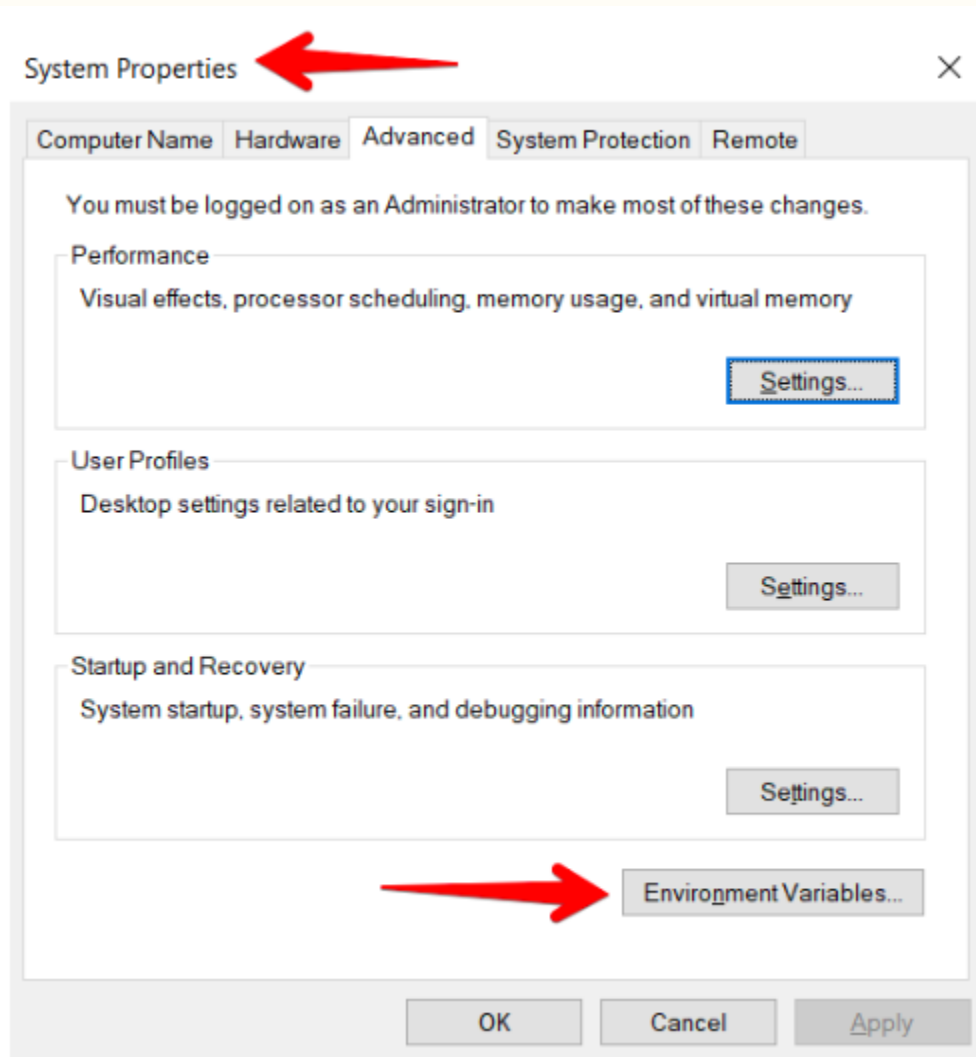 System Properties
Computer Name Hardware Advanced System Protection Remote
You must be logged on as an Administrator to make most of these changes.
Performance
Visual effects, processor scheduling, memory usage, and virtual memory
Settings...
User Profiles
Desktop settings related to your sign-in
Settings...
Startup and Recovery
System startup, system failure, and debugging information
Settings...
Environment Variables...
OK Cancel Apply